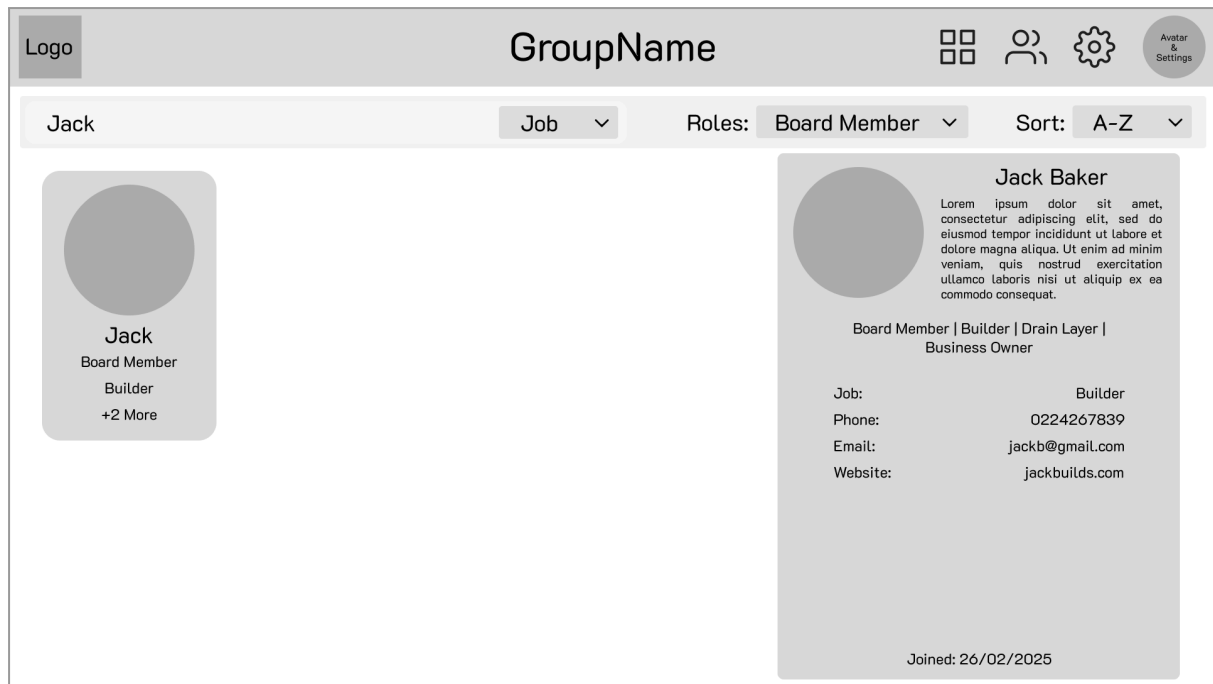 Logo
GroupName
Avatar
&
Settings
Jack
Job
Roles: Board Member
Sort: A-Z
Jack
Board Member
Builder
+2 More
Jack Baker
Lorem ipsum dolor sit amet,
consectetur adipiscing elit, sed do
eiusmod tempor incididunt ut labore et
dolore magna aliqua. Ut enim ad minim
veniam, quis nostrud exercitation
ullamco laboris nisi ut aliquip ex ea
commodo consequat.
Board Member | Builder | Drain Layer |
Business Owner
Job: Builder
Phone: 0224267839
Email: jackb@gmail.com
Website: jackbuilds.com
Joined: 26/02/2025